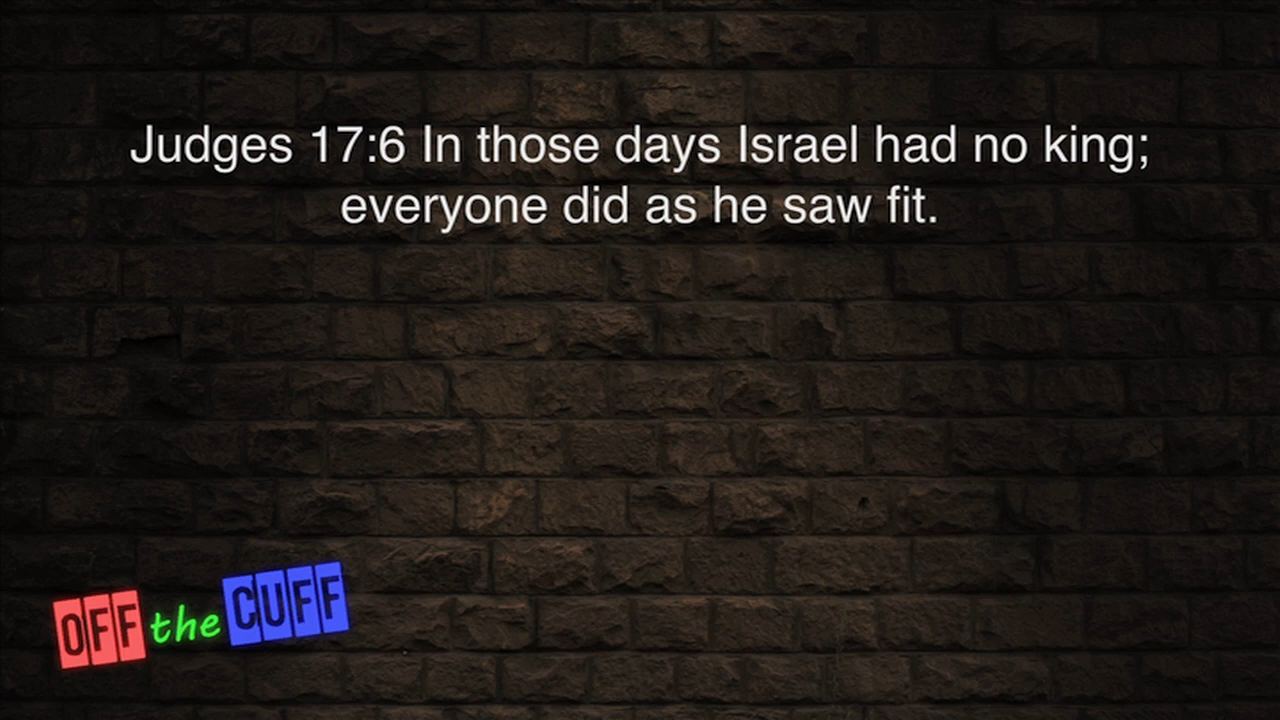 Judges 17:6 In those days Israel had no king;
everyone did as he saw fit.
OFF the CUFF